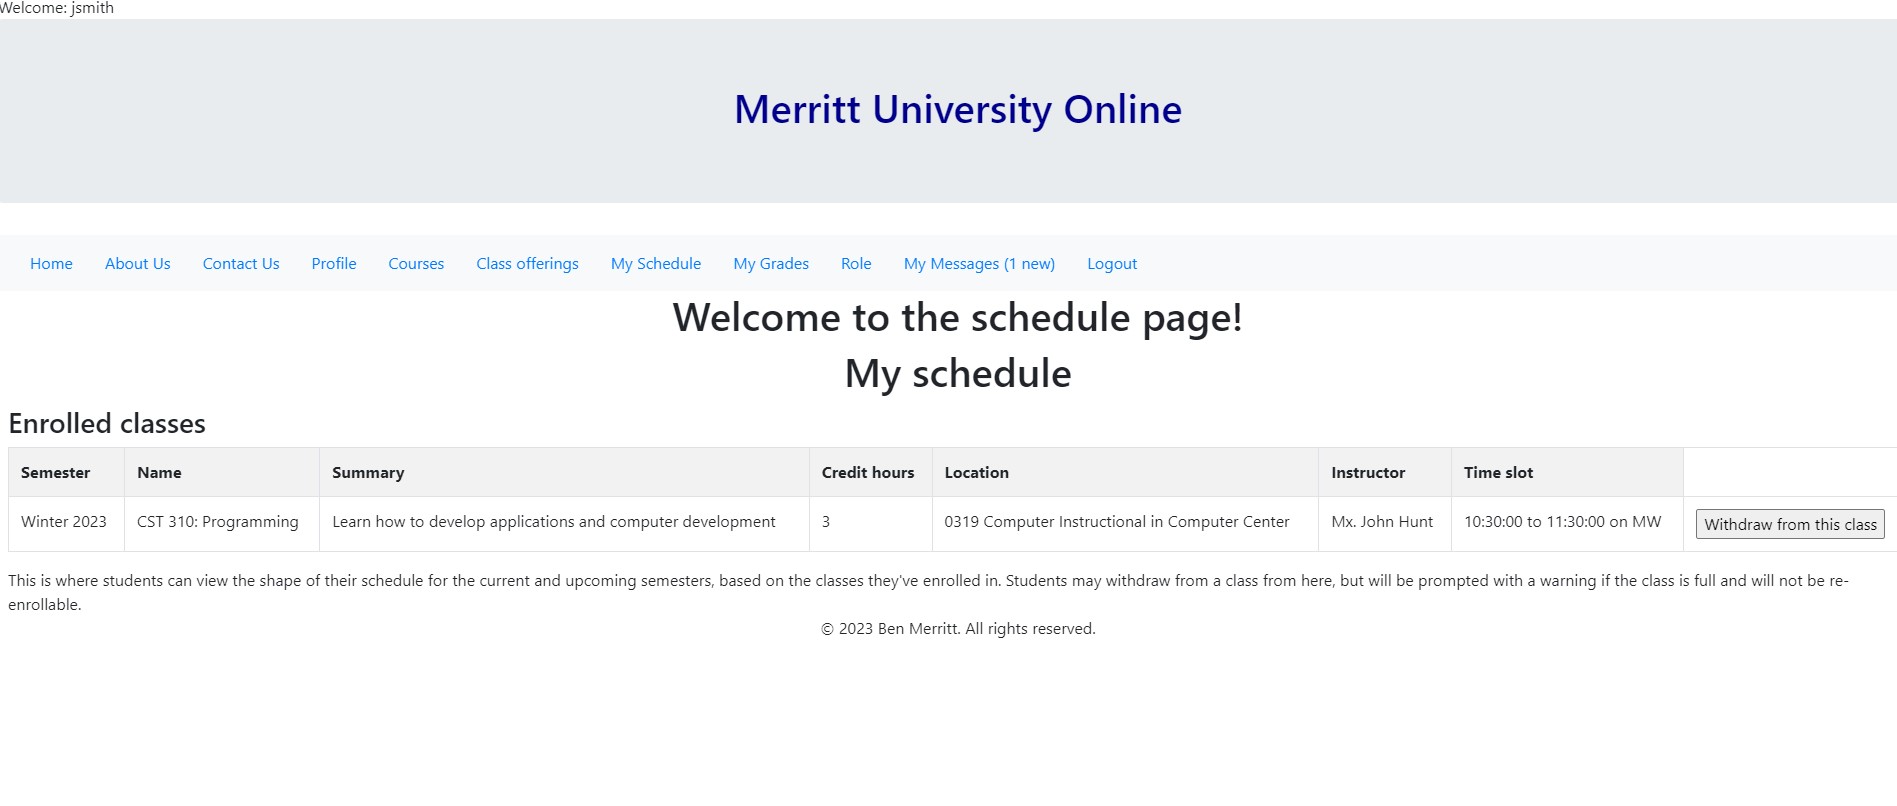 Welcome: jsmith
Merritt University Online
Home About Us Contact Us Profile Courses Class offerings My Schedule My Grades Role My Messages (1 new) Logout
Welcome to the schedule page!
My schedule
Enrolled classes
Semester Name Summary Credit hours Location Instructor Time slot
Winter 2023 CST 310: Programming Learn how to develop applications and computer development 3 0319 Computer Instructional in Computer Center Mx. John Hunt 10:30:00 to 11:30:00 on MW Withdraw from this class
This is where students can view the shape of their schedule for the current and upcoming semesters, based on the classes they've enrolled in. Students may withdraw from a class from here, but will be prompted with a warning if the class is full and will not be re-
enrollable.
© 2023 Ben Merritt. All rights reserved.